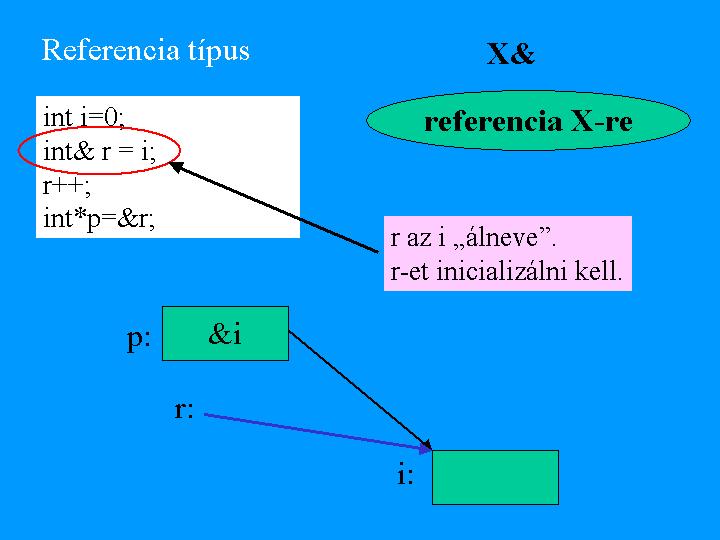 Referencia típus
X&
int i=0;
int& r = i;
r++;
int*p=&r;
referencia X-re
r az i „álneve”.
r-et inicializálni kell.
p:
&i
r:
i: